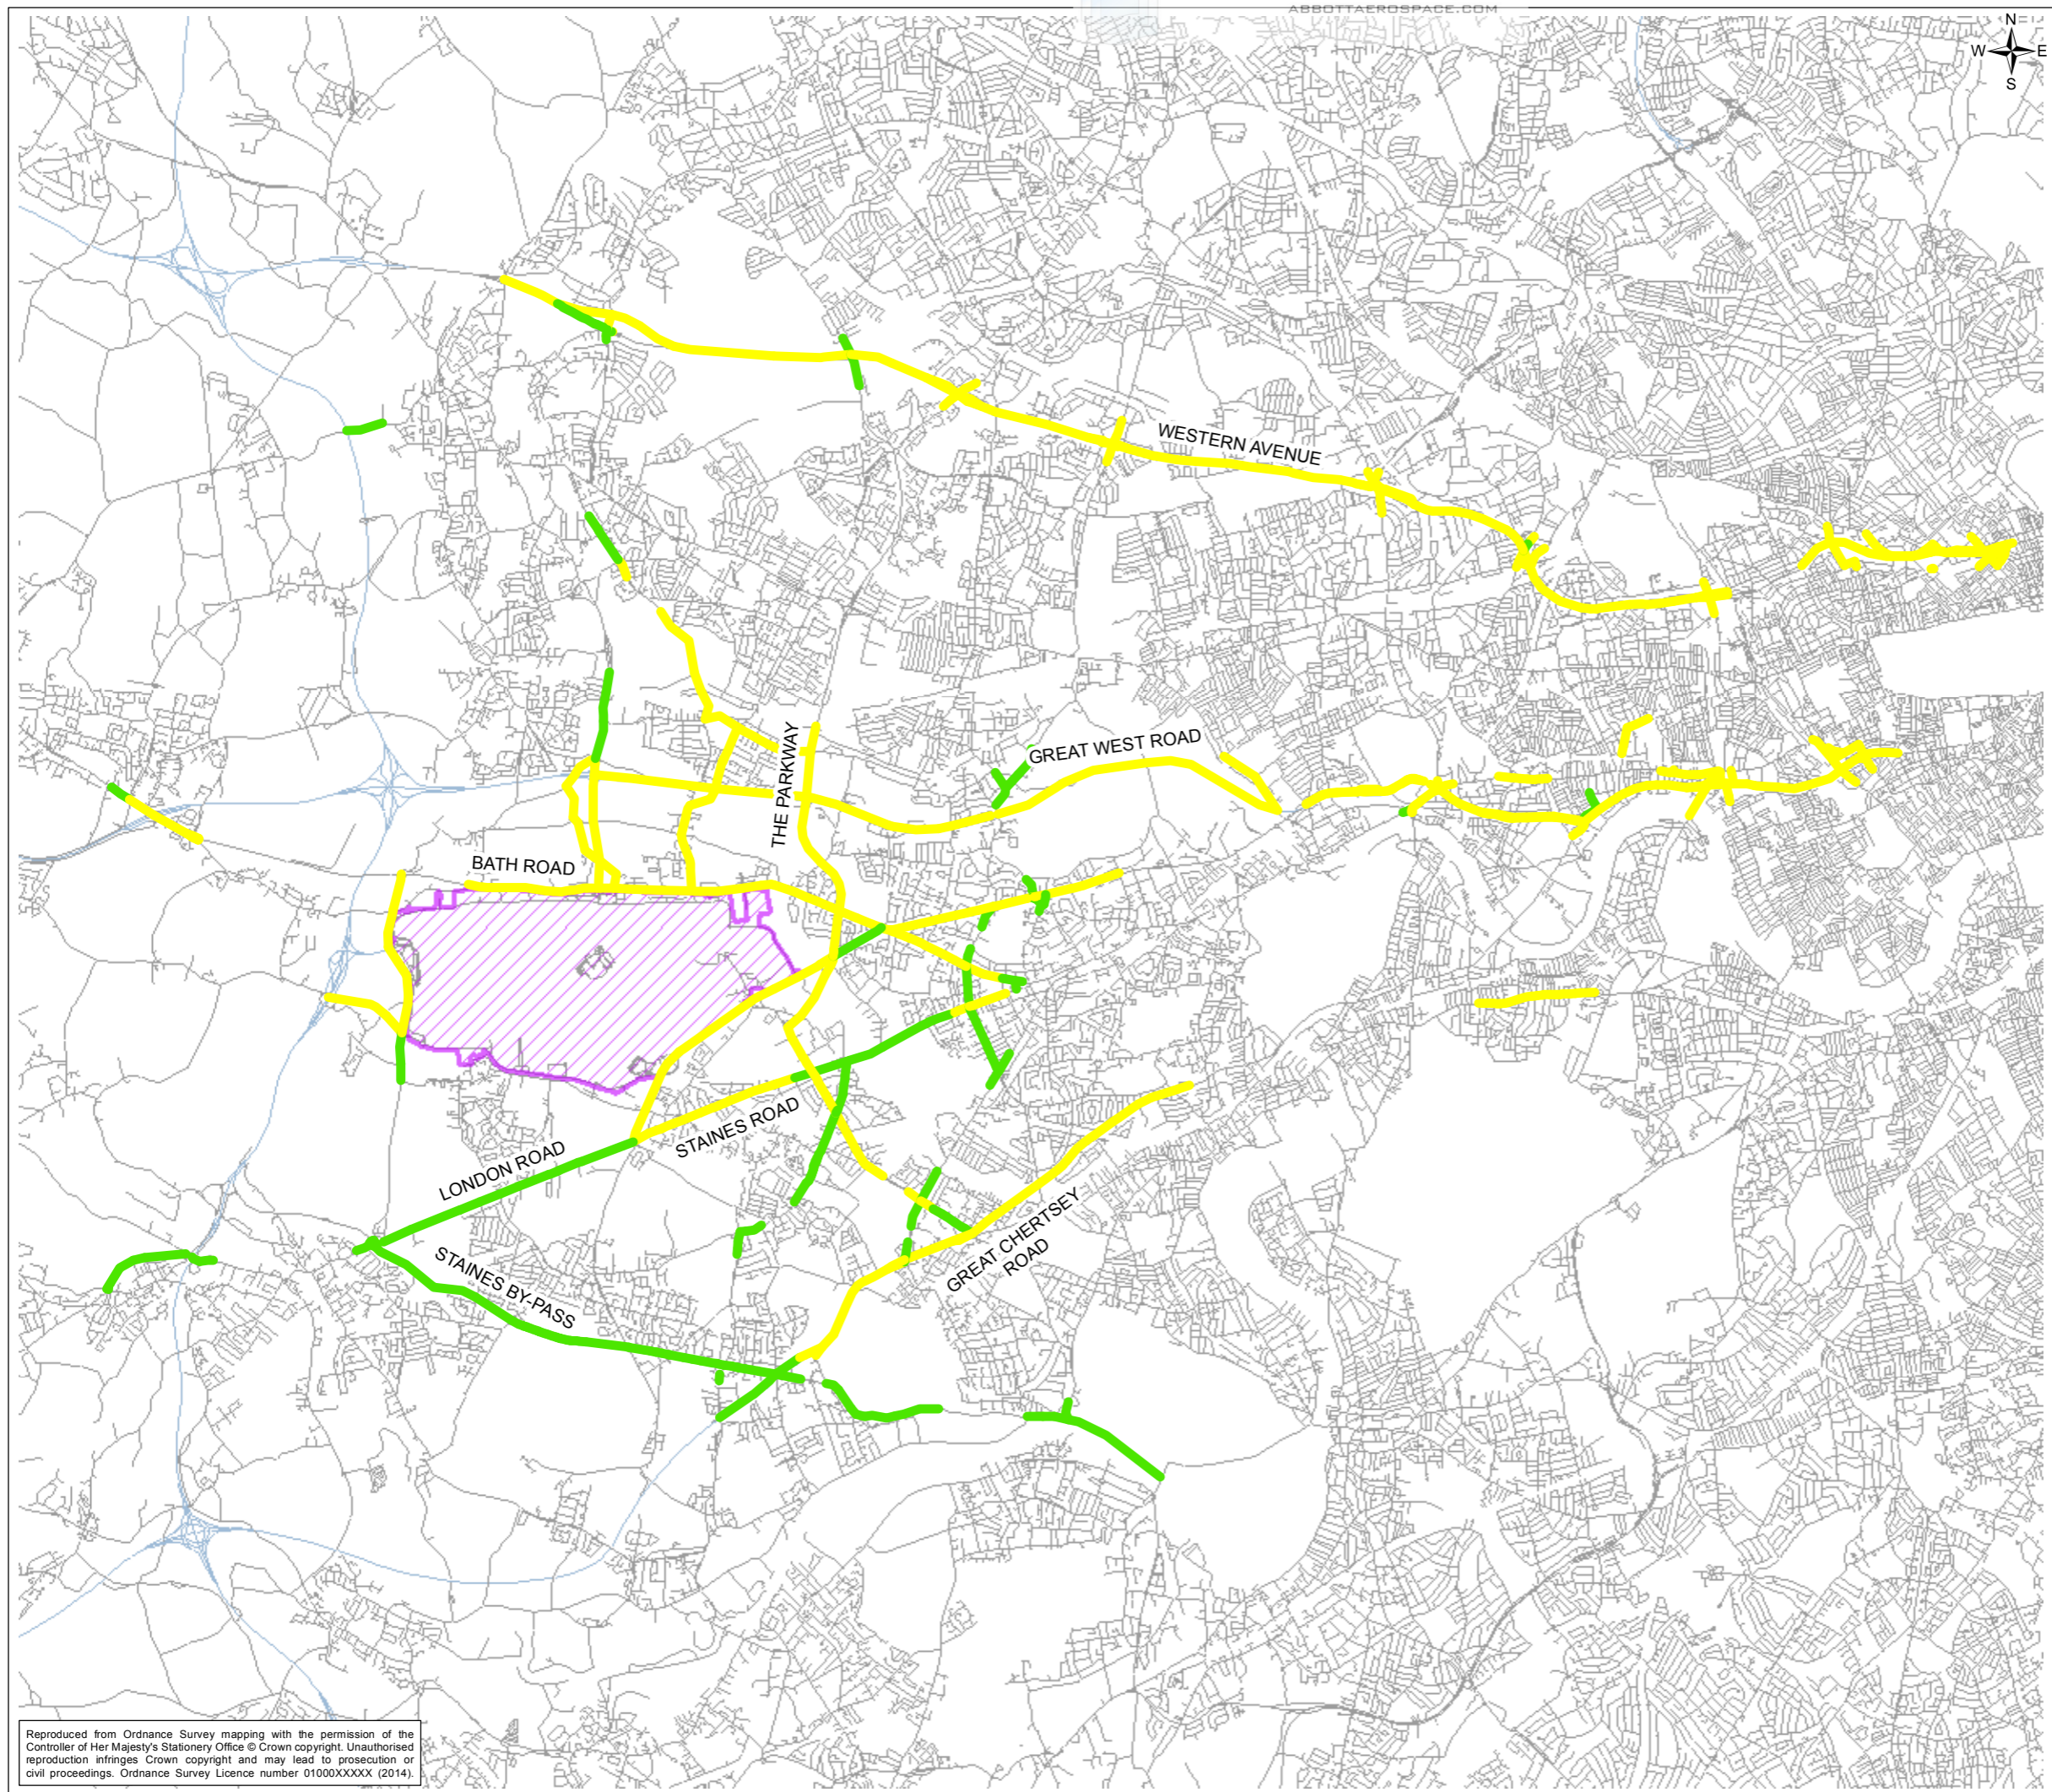 ABBOTTAEROSPACE.COM
N
W E
S
WESTERN AVENUE
THE PARKWAY
GREAT WEST ROAD
BATH ROAD
STAINES ROAD
LONDON ROAD
GREAT CHERTSEY
ROAD
STAINES BY-PASS
Reproduced from Ordnance Survey mapping with the permission of the
Controller of Her Majesty's Stationery Office © Crown copyright. Unauthorised
reproduction infringes Crown copyright and may lead to prosecution or
civil proceedings. Ordnance Survey Licence number 01000XXXXX (2014).